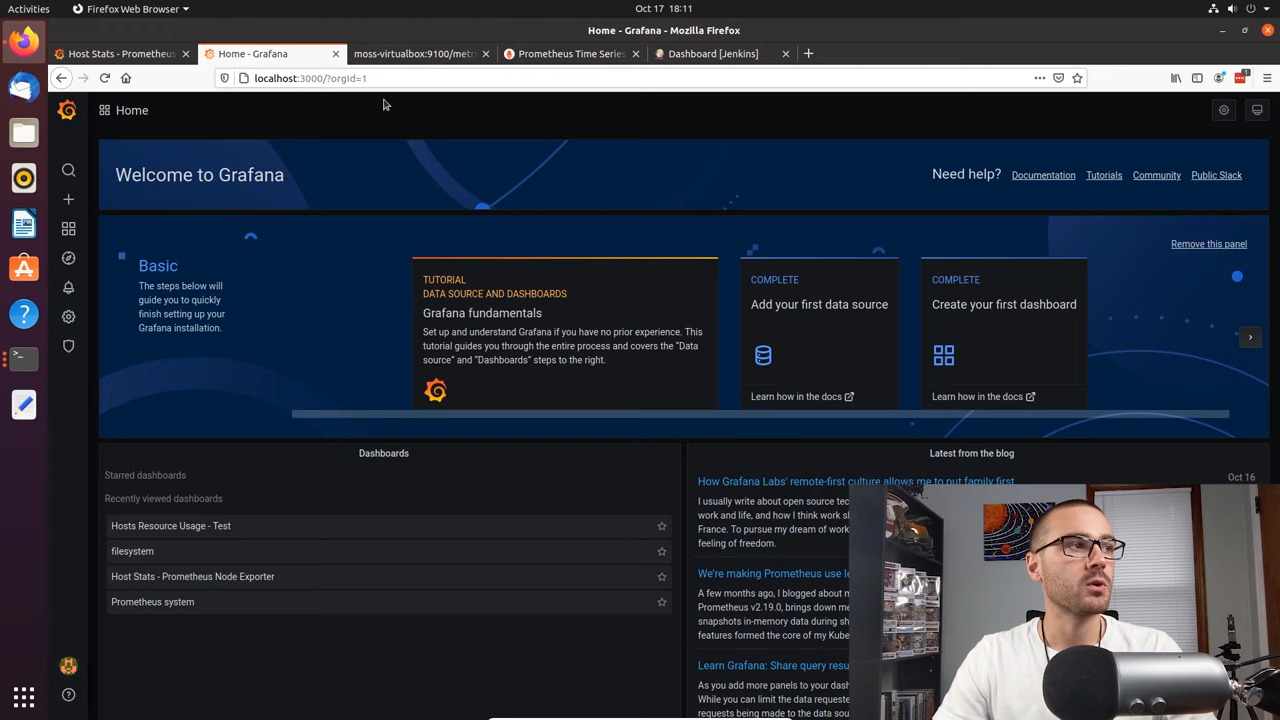 Activities
Firefox Web Browser
Oct 17 18:11
Home - Grafana - Mozilla Firefox
Host Stats - Prometheus
Home - Grafana
moss-virtualbox:9100/metri
Prometheus Time Series
Dashboard [Jenkins]
localhost:3000/?orgId=1
1
Home
Welcome to Grafana
Need help?
Documentation
Tutorials
Community
Public Slack
Remove this panel
Basic
The steps below will
guide you to quickly
finish setting up your
Grafana installation.
TUTORIAL
DATA SOURCE AND DASHBOARDS
Grafana fundamentals
Set up and understand Grafana if you have no prior experience. This
tutorial guides you through the entire process and covers the “Data
source” and “Dashboards” steps to the right.
COMPLETE
Add your first data source
Learn how in the docs
COMPLETE
Create your first dashboard
Learn how in the docs
Dashboards
Starred dashboards
Recently viewed dashboards
Hosts Resource Usage - Test
filesystem
Host Stats - Prometheus Node Exporter
Prometheus system
Latest from the blog
How Grafana Labs' remote-first culture allows me to put family first
Oct 16
I usually write about open source tec
work and life, and how I think work s
France. To pursue my dream of work
feeling of freedom.
We're making Prometheus use le
A few months ago, I blogged about m
Prometheus v2.19.0, brings down me
snapshots in-memory data during sh
features formed the core of my Kube
Learn Grafana: Share query resu
As you add more panels to your dash
While you can limit the data requeste
requests being made to the data sou